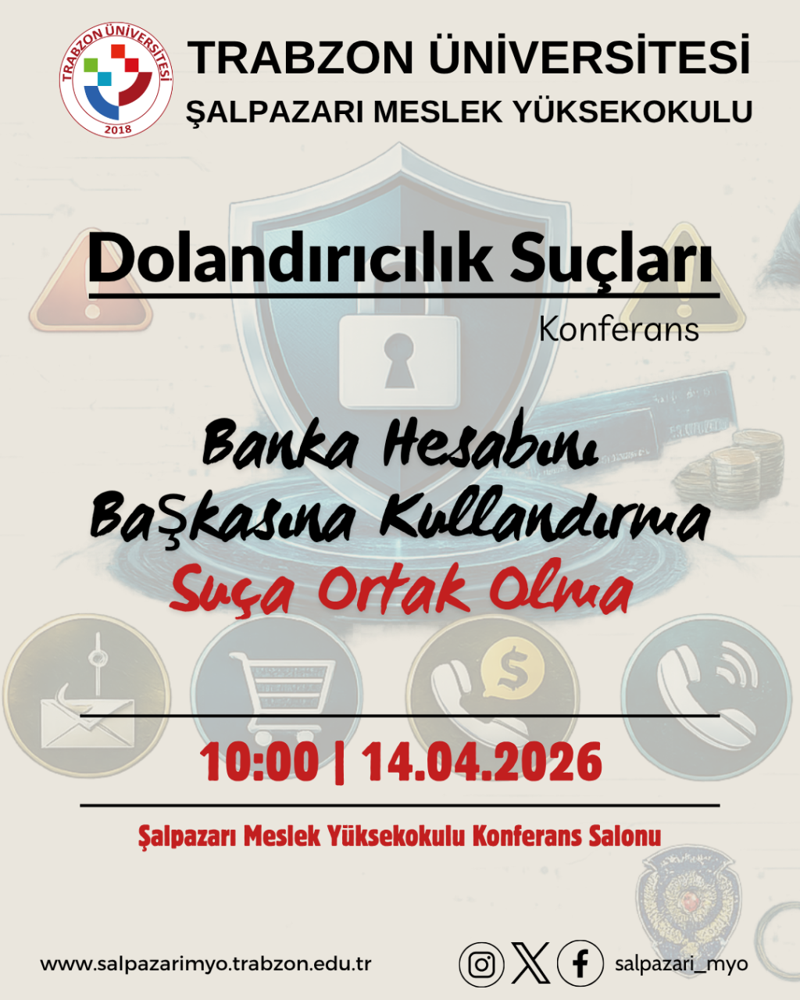 TRABZON ÜNİVERSİTESİ
2018
TRABZON ÜNİVERSİTESİ
ŞALPAZARI MESLEK YÜKSEKOKULU
Dolandırıcılık Suçları
Konferans
Banka Hesabını
BaŞkasına Kullandırma
Suça Ortak Olma
10:00 | 14.04.2026
Şalpazarı Meslek Yüksekokulu Konferans Salonu
www.salpazarimyo.trabzon.edu.tr
salpazari_myo